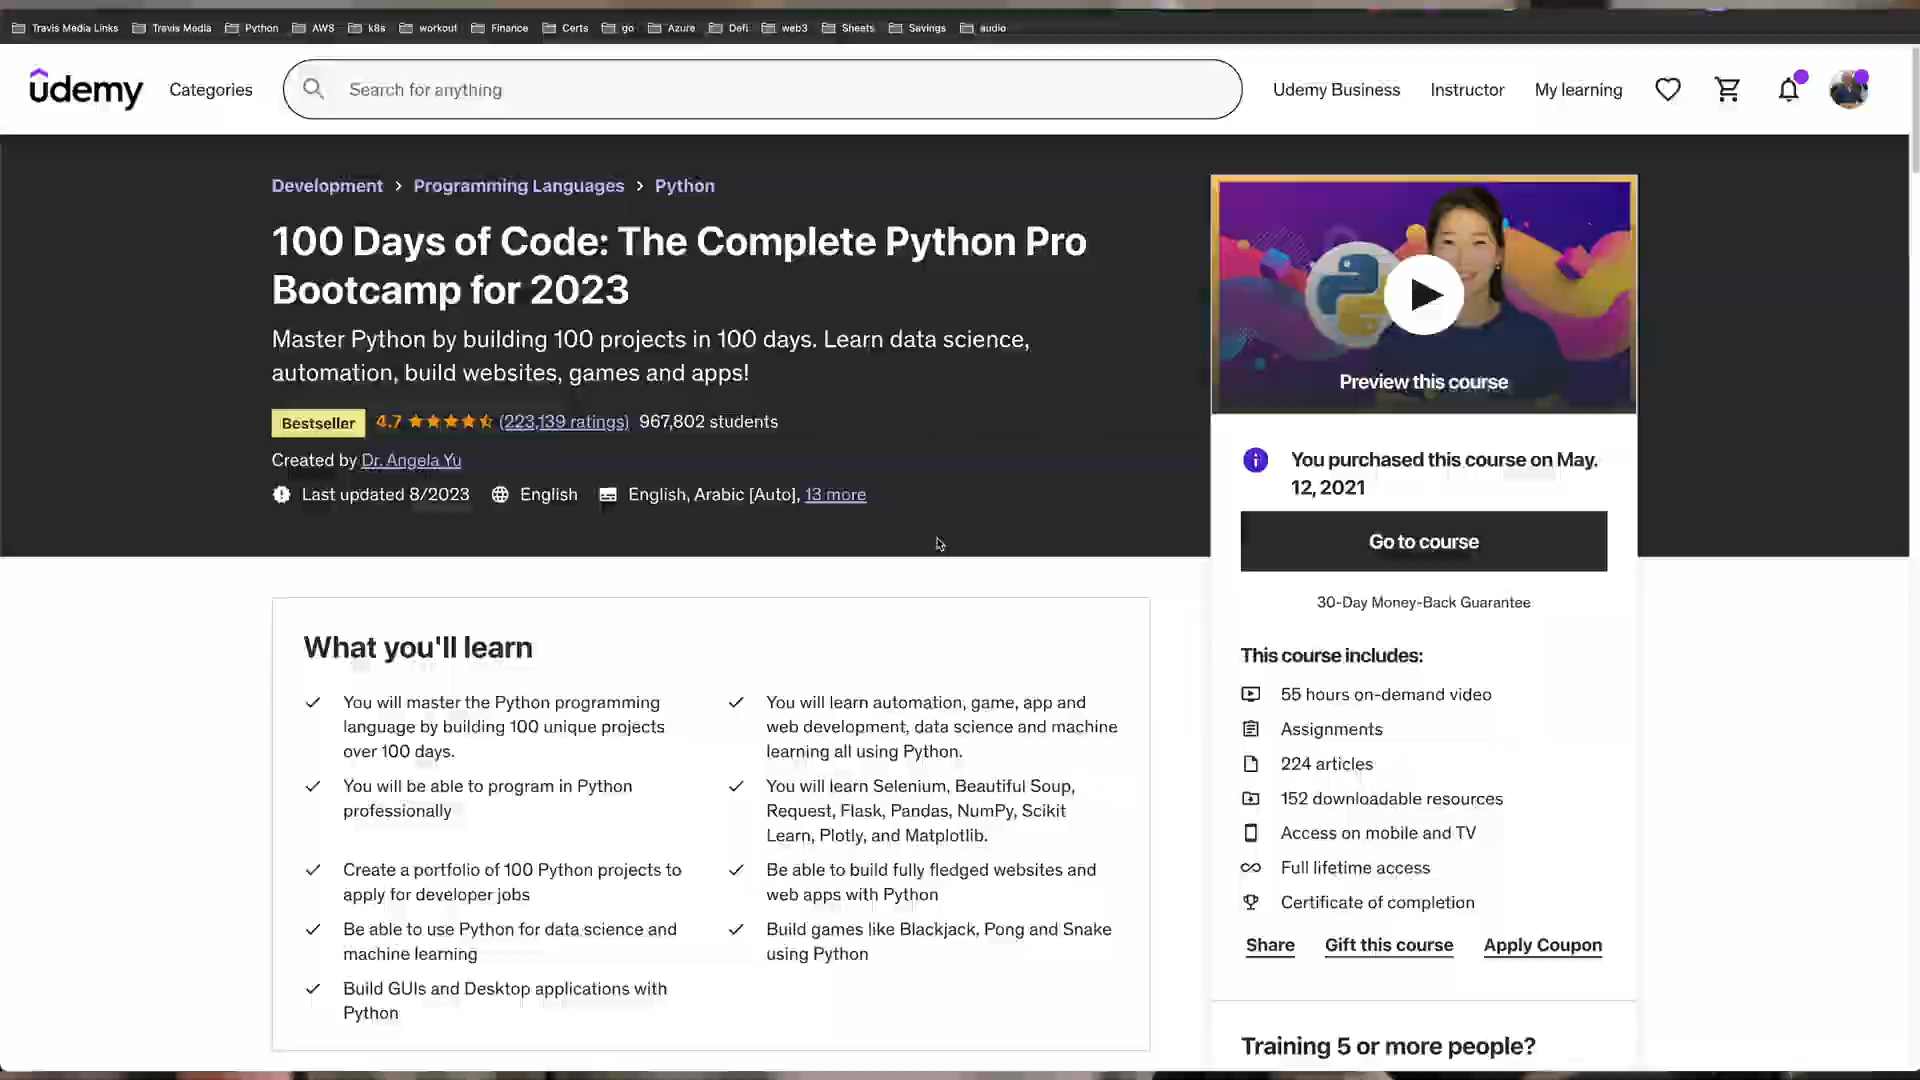 Travis Media Links Travis Media Python AWS k8s workout Finance Certs go Azure Defi web3 Sheets Savings audio
udemy Categories Search for anything Udemy Business Instructor My learning
Development > Programming Languages > Python
100 Days of Code: The Complete Python Pro
Bootcamp for 2023
Master Python by building 100 projects in 100 days. Learn data science,
automation, build websites, games and apps!
Bestseller 4.7 (223,139 ratings) 967,802 students
Created by Dr. Angela Yu
Last updated 8/2023 English English, Arabic [Auto], 13 more
Preview this course
You purchased this course on May.
12, 2021
Go to course
30-Day Money-Back Guarantee
This course includes:
55 hours on-demand video
Assignments
224 articles
152 downloadable resources
Access on mobile and TV
Full lifetime access
Certificate of completion
Share Gift this course Apply Coupon
Training 5 or more people?
What you'll learn
You will master the Python programming
language by building 100 unique projects
over 100 days.
You will learn automation, game, app and
web development, data science and machine
learning all using Python.
You will be able to program in Python
professionally
You will learn Selenium, Beautiful Soup,
Request, Flask, Pandas, NumPy, Scikit
Learn, Plotly, and Matplotlib.
Create a portfolio of 100 Python projects to
apply for developer jobs
Be able to build fully fledged websites and
web apps with Python
Be able to use Python for data science and
machine learning
Build games like Blackjack, Pong and Snake
using Python
Build GUIs and Desktop applications with
Python